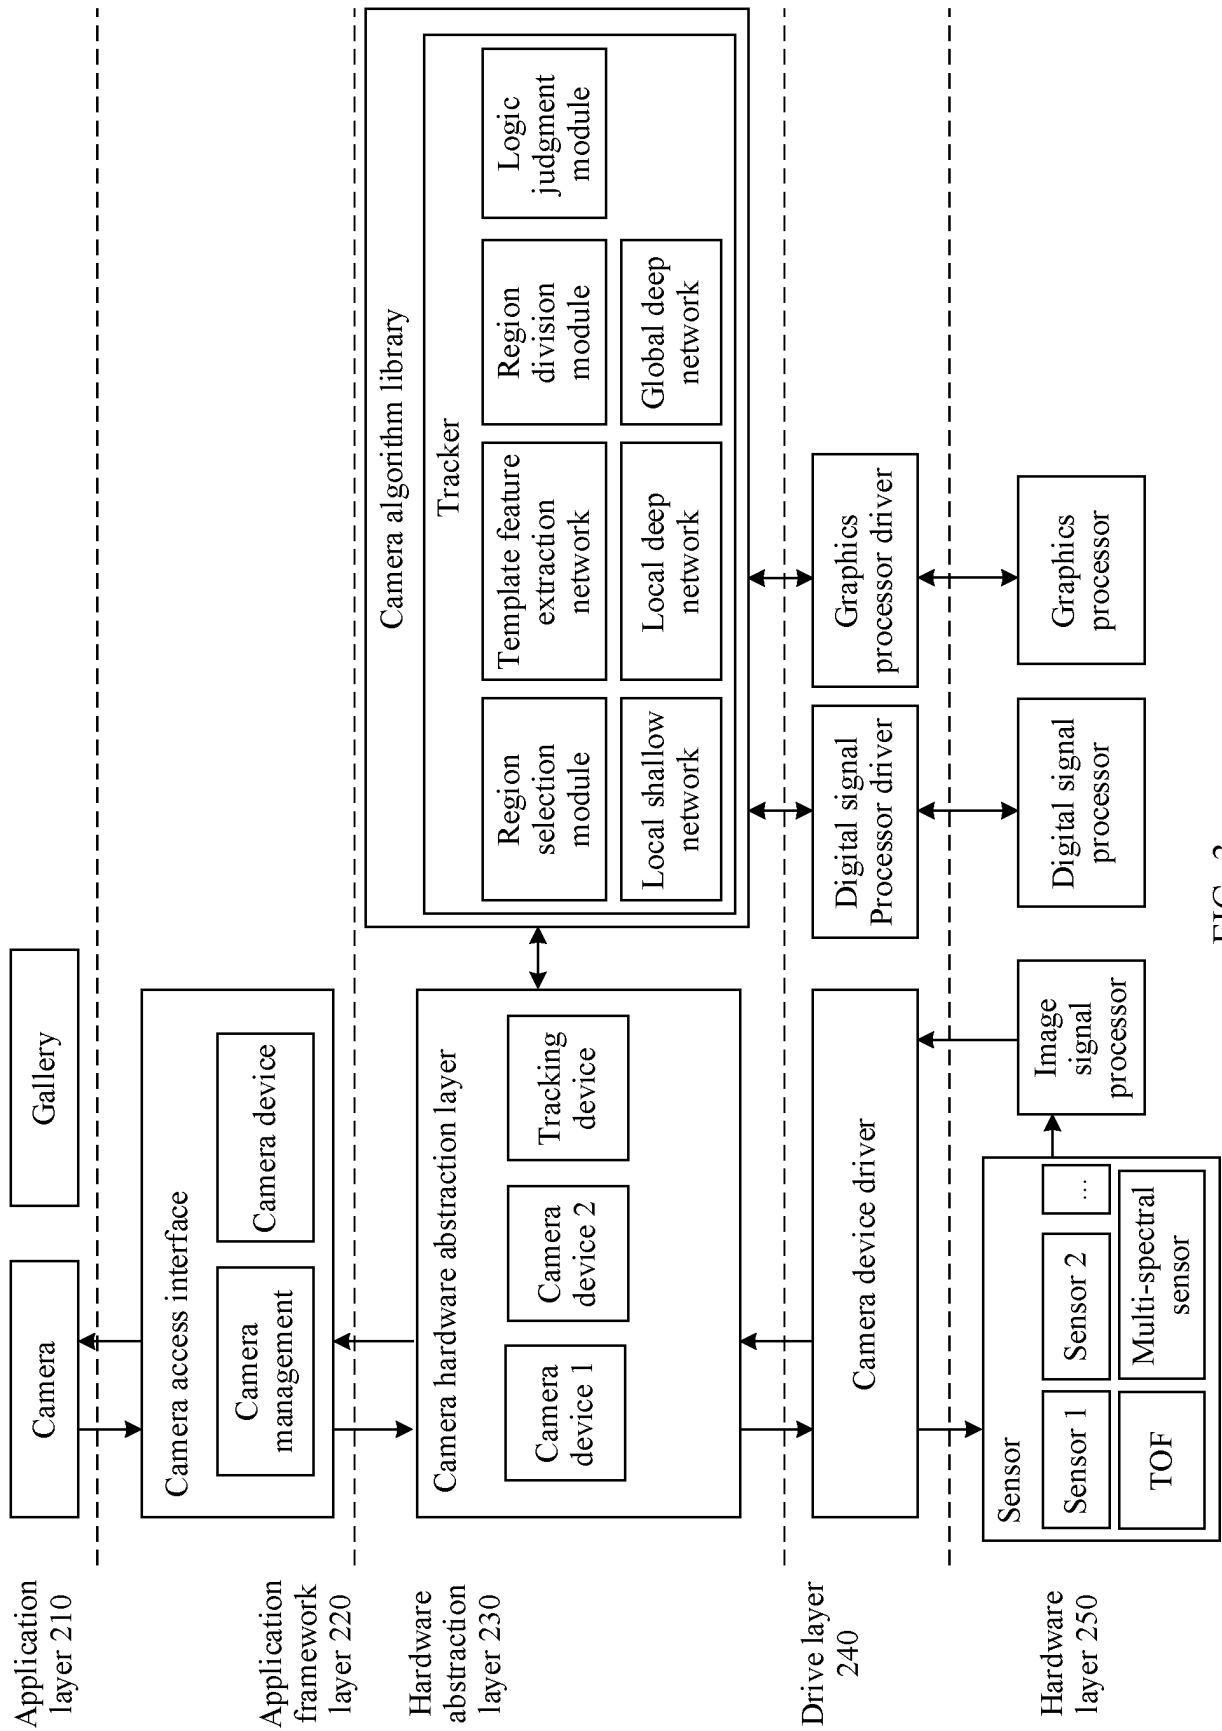 Application
layer 210
Camera
Gallery
Application
framework
layer 220
Camera access interface
Camera
management
Camera device
Hardware
abstraction
layer 230
Camera hardware abstraction layer
Camera
device 1
Camera
device 2
Tracking
device
Camera algorithm library
Tracker
Region
selection
module
Template feature
extraction
network
Region
division
module
Logic
judgment
module
Local shallow
network
Local deep
network
Global deep
network
Drive layer
240
Camera device driver
Digital signal
Processor driver
Graphics
processor driver
Hardware
layer 250
Sensor
Sensor 1
Sensor 2
...
TOF
Multi-spectral
sensor
Image
signal
processor
Digital signal
processor
Graphics
processor